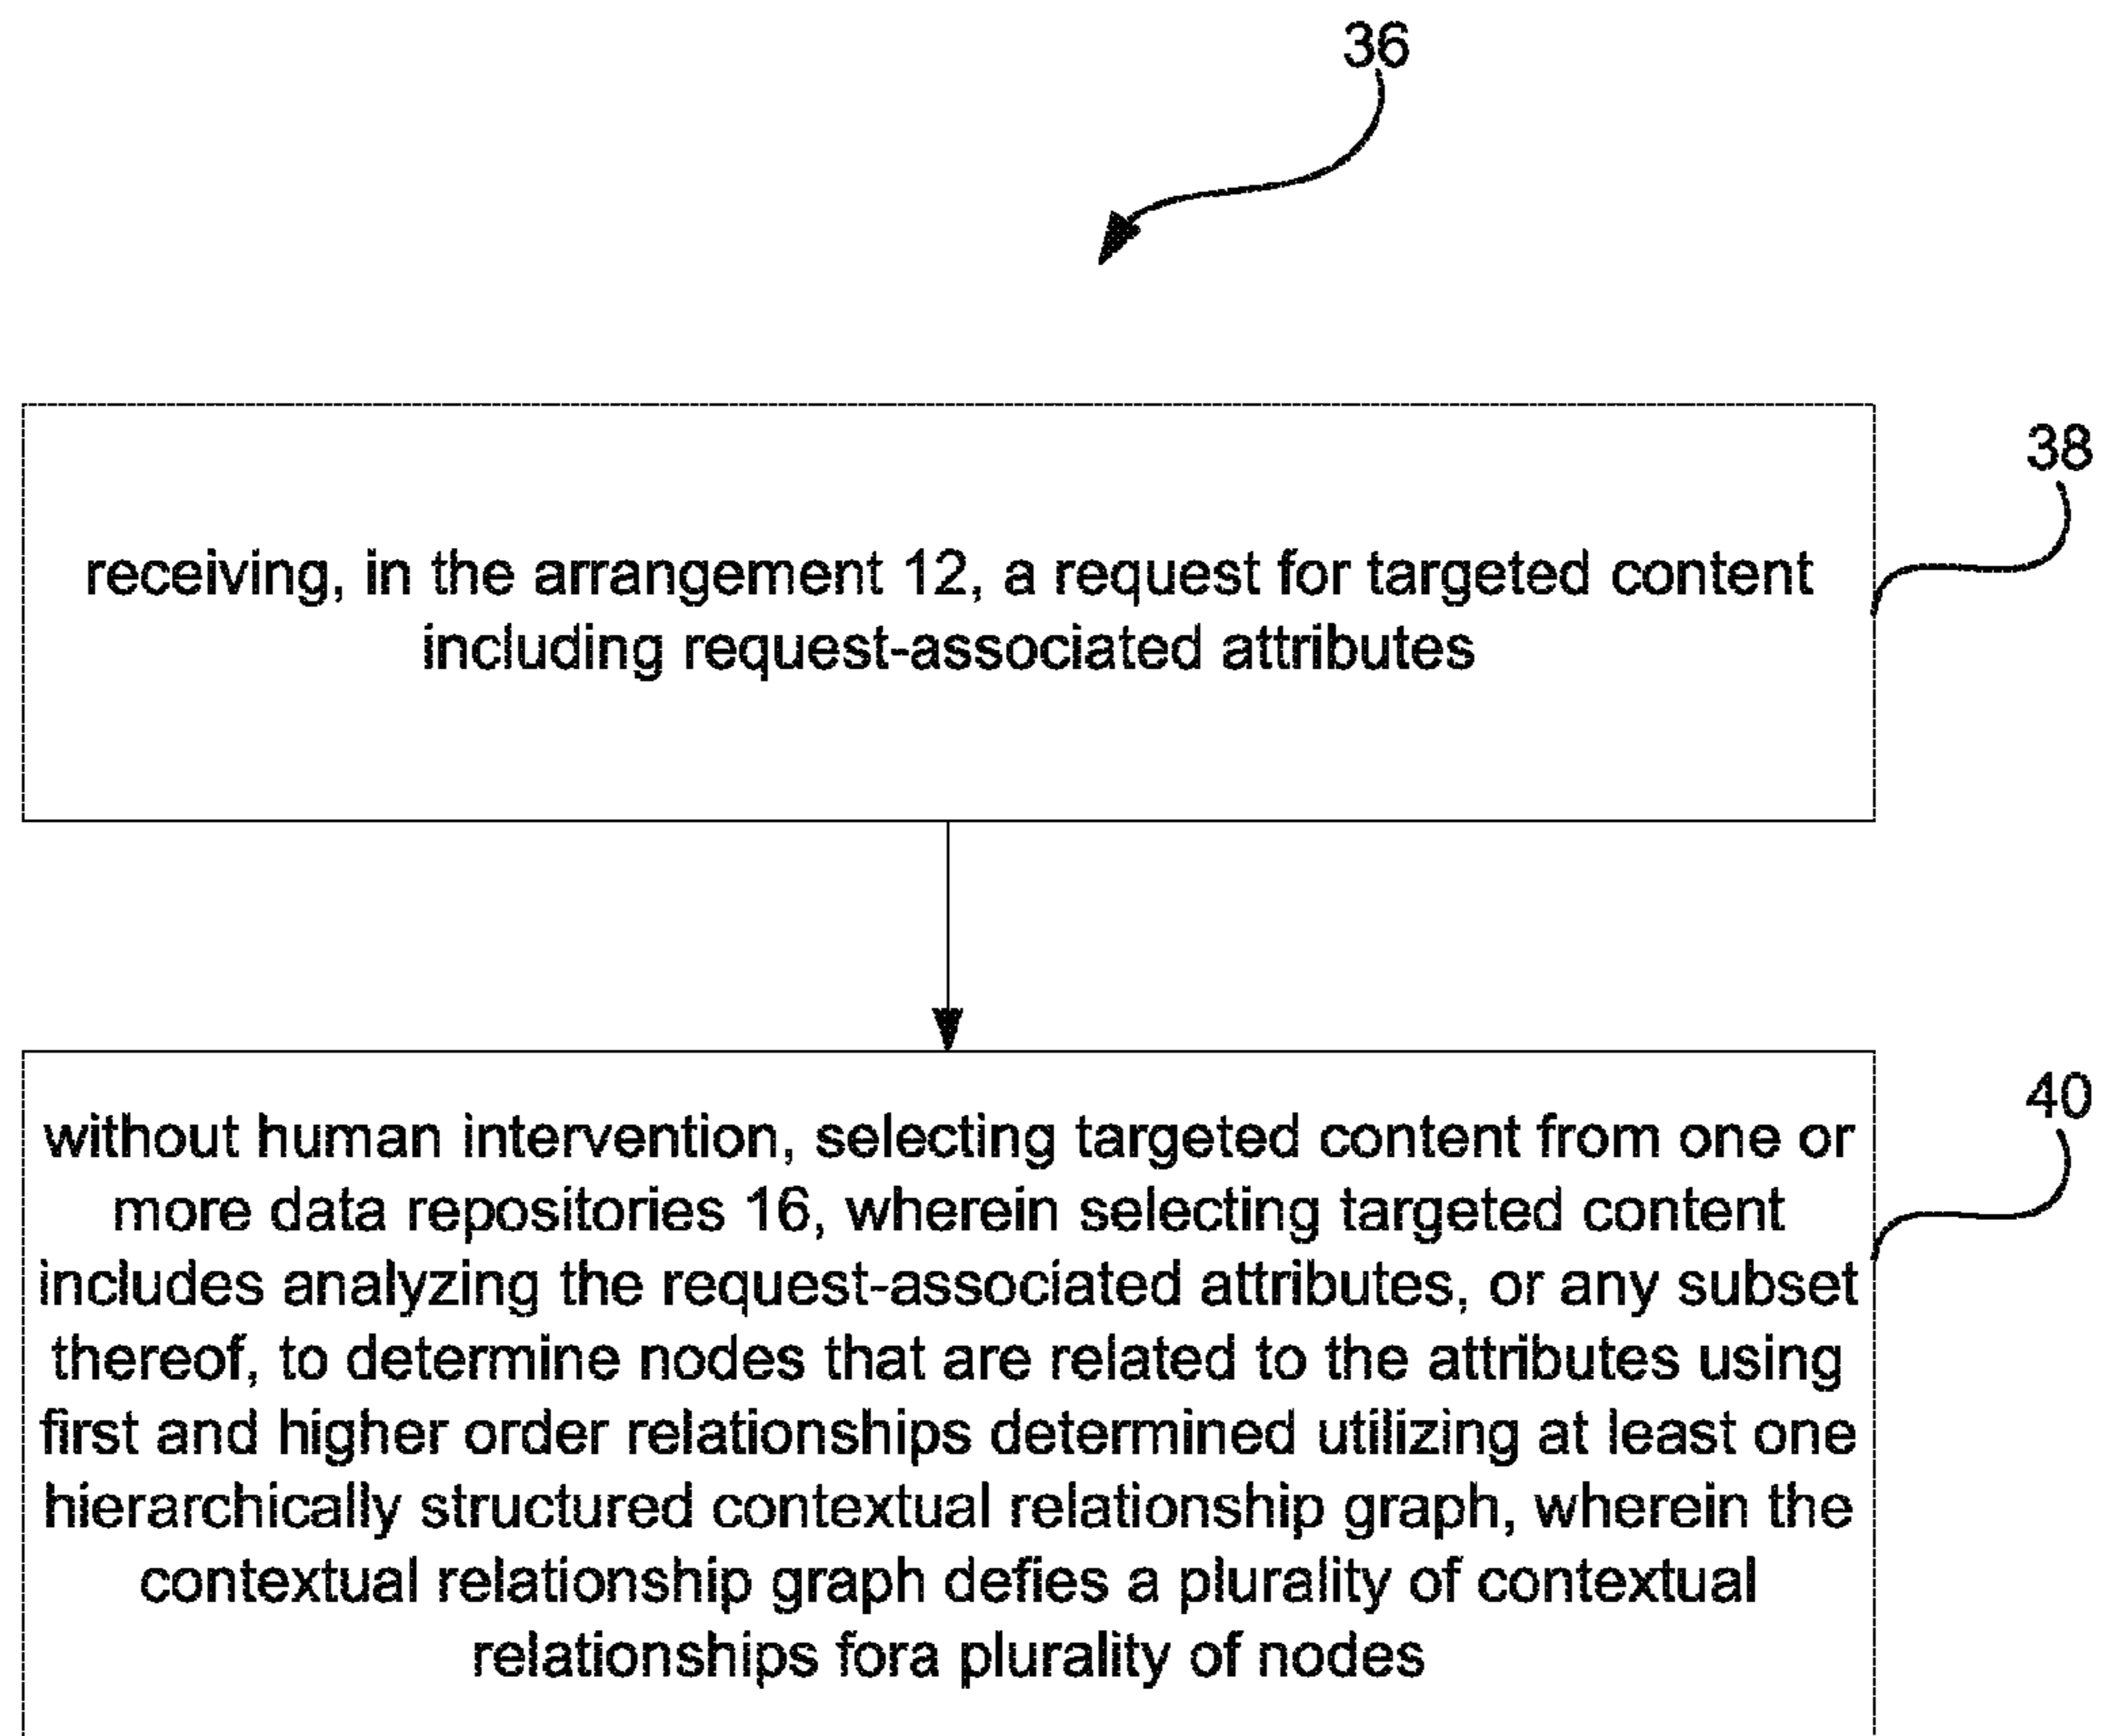 36
38
receiving, in the arrangement 12, a request for targeted content
including request-associated attributes
40
without human intervention, selecting targeted content from one or
more data repositories 16, wherein selecting targeted content
includes analyzing the request-associated attributes, or any subset
thereof, to determine nodes that are related to the attributes using
first and higher order relationships determined utilizing at least one
hierarchically structured contextual relationship graph, wherein the
contextual relationship graph defies a plurality of contextual
relationships fora plurality of nodes